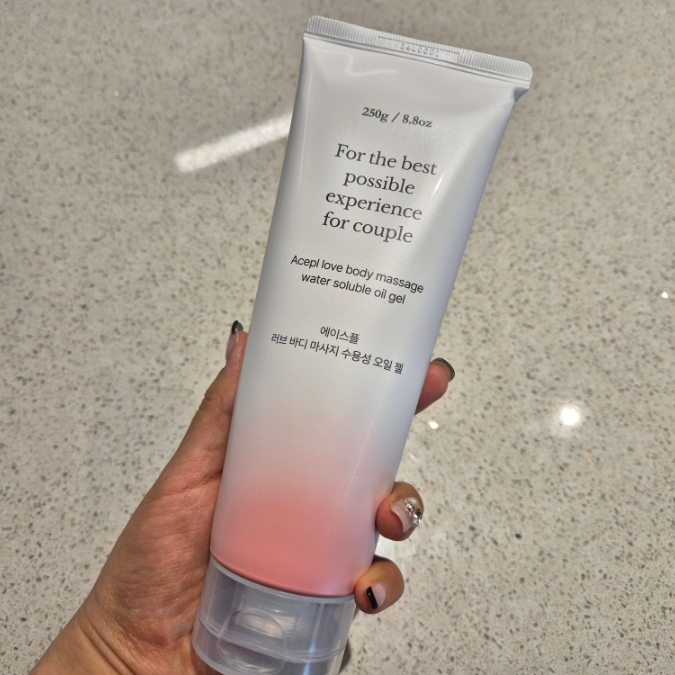 250g / 8.8oz
For the best
possible
experience
for couple
Acepl love body massage
water soluble oil gel
에이스플
러브 바디 마사지 수용성 오일 젤